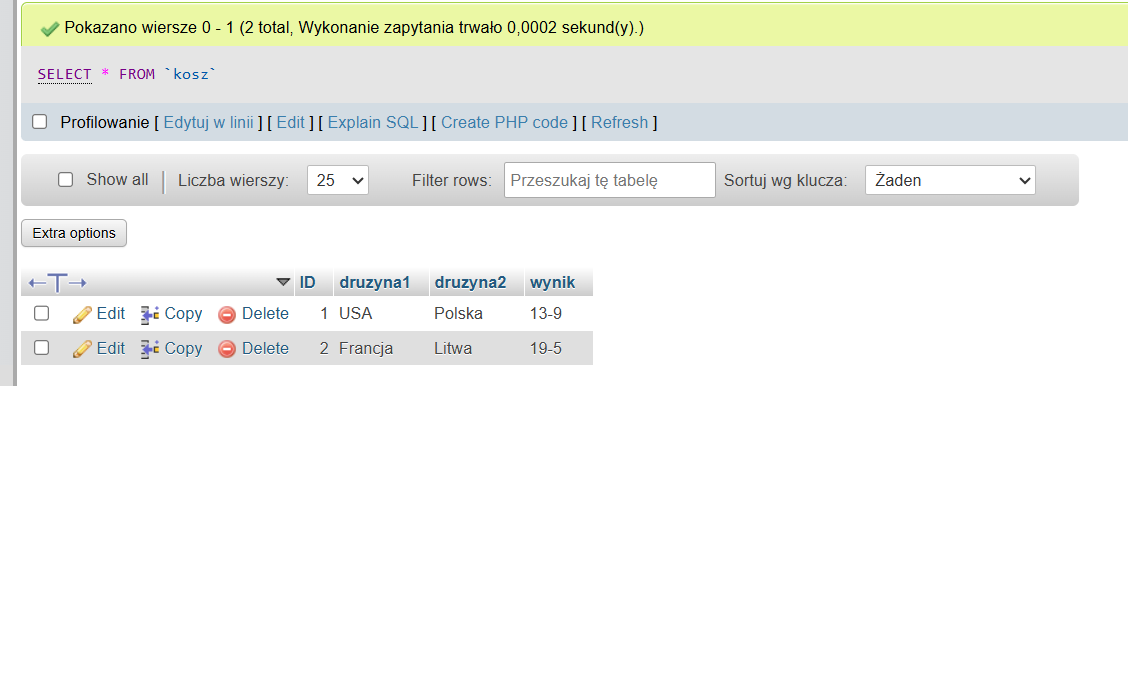 Pokazano wiersze 0 - 1 (2 total, Wykonanie zapytania trwało 0,0002 sekund(y).)
SELECT * FROM `kosz`
Profilowanie [ Edytuj w linii ] [ Edit ] [ Explain SQL ] [ Create PHP code ] [ Refresh ]
Show all | Liczba wierszy: 25 Filter rows: Przeszukaj tę tabelę Sortuj wg klucza: Żaden
Extra options
←T→ ID druzyna1 druzyna2 wynik
Edit Copy Delete 1 USA Polska 13-9
Edit Copy Delete 2 Francja Litwa 19-5